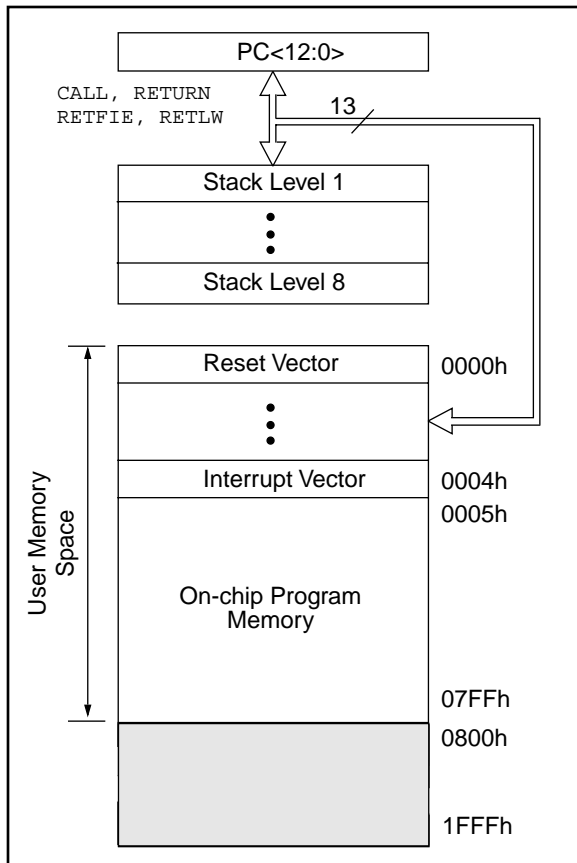 PC<12:0>
CALL, RETURN
RETFIE, RETLW
13
Stack Level 1
Stack Level 8
Reset Vector
0000h
Interrupt Vector
0004h
0005h
User Memory
Space
On-chip Program
Memory
07FFh
0800h
1FFFh